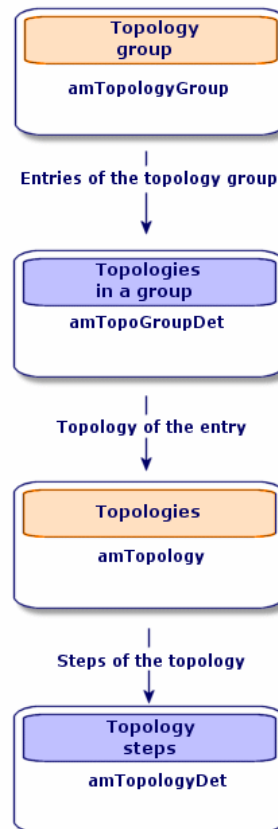 Topology
group
amTopologyGroup
Entries of the topology group
Topologies
in a group
amTopoGroupDet
Topology of the entry
Topologies
amTopology
Steps of the topology
Topology
steps
amTopologyDet